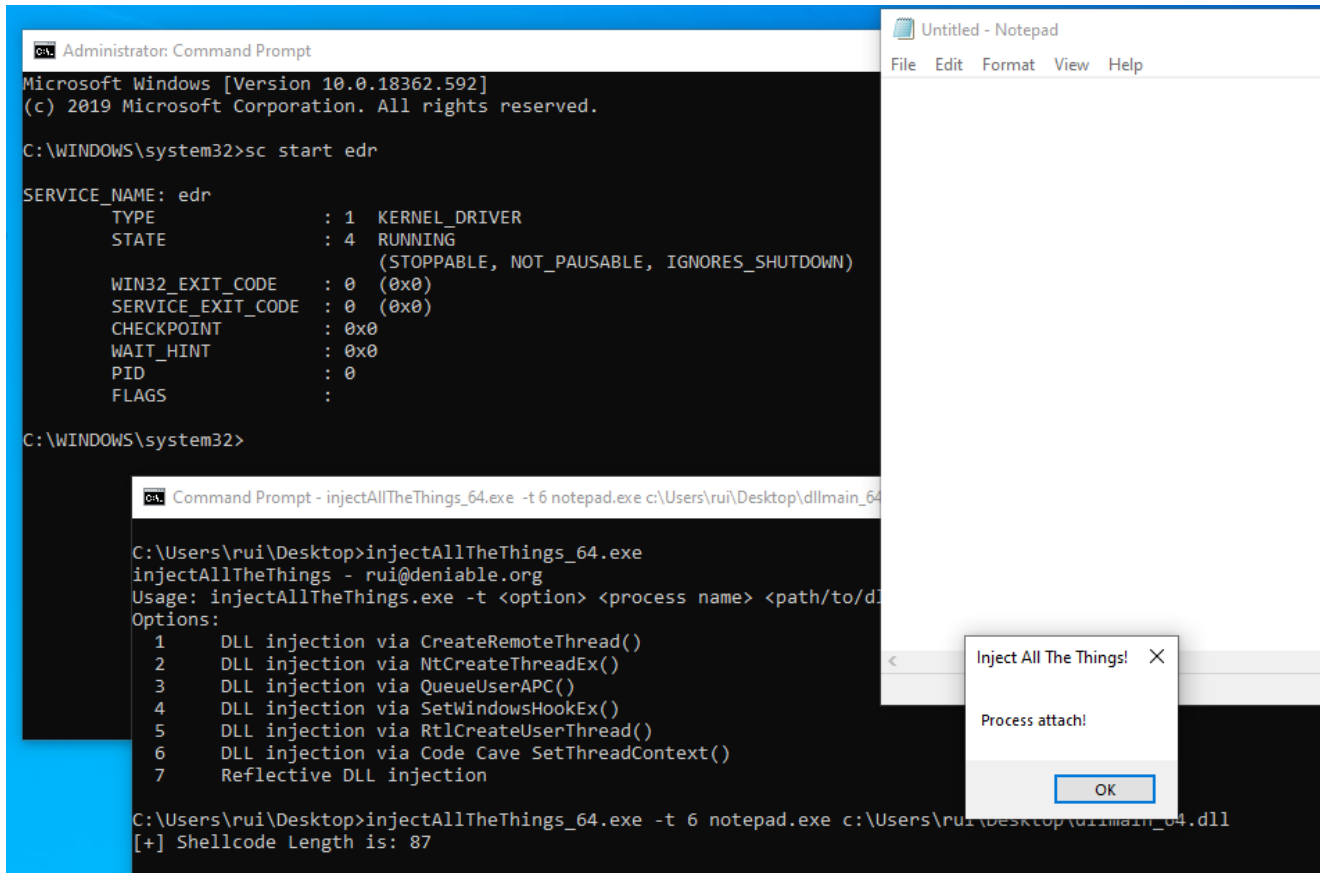 Administrator: Command Prompt
Microsoft Windows [Version 10.0.18362.592]
(c) 2019 Microsoft Corporation. All rights reserved.
C:\WINDOWS\system32>sc start edr
SERVICE_NAME: edr
TYPE : 1 KERNEL_DRIVER
STATE : 4 RUNNING
(STOPPABLE, NOT_PAUSABLE, IGNORES_SHUTDOWN)
WIN32_EXIT_CODE : 0 (0x0)
SERVICE_EXIT_CODE : 0 (0x0)
CHECKPOINT : 0x0
WAIT_HINT : 0x0
PID : 0
FLAGS :
C:\WINDOWS\system32>
Untitled - Notepad
File Edit Format View Help
Command Prompt - injectAllTheThings_64.exe -t 6 notepad.exe c:\Users\rui\Desktop\dllmain_64
C:\Users\rui\Desktop>injectAllTheThings_64.exe
injectAllTheThings - rui@deniable.org
Usage: injectAllTheThings.exe -t <option> <process name> <path/to/dl
Options:
1 DLL injection via CreateRemoteThread()
2 DLL injection via NtCreateThreadEx()
3 DLL injection via QueueUserAPC()
4 DLL injection via SetWindowsHookEx()
5 DLL injection via RtlCreateUserThread()
6 DLL injection via Code Cave SetThreadContext()
7 Reflective DLL injection
C:\Users\rui\Desktop>injectAllTheThings_64.exe -t 6 notepad.exe c:\Users\rui\Desktop\dllmain_64.dll
[+] Shellcode Length is: 87
Inject All The Things!
Process attach!
OK